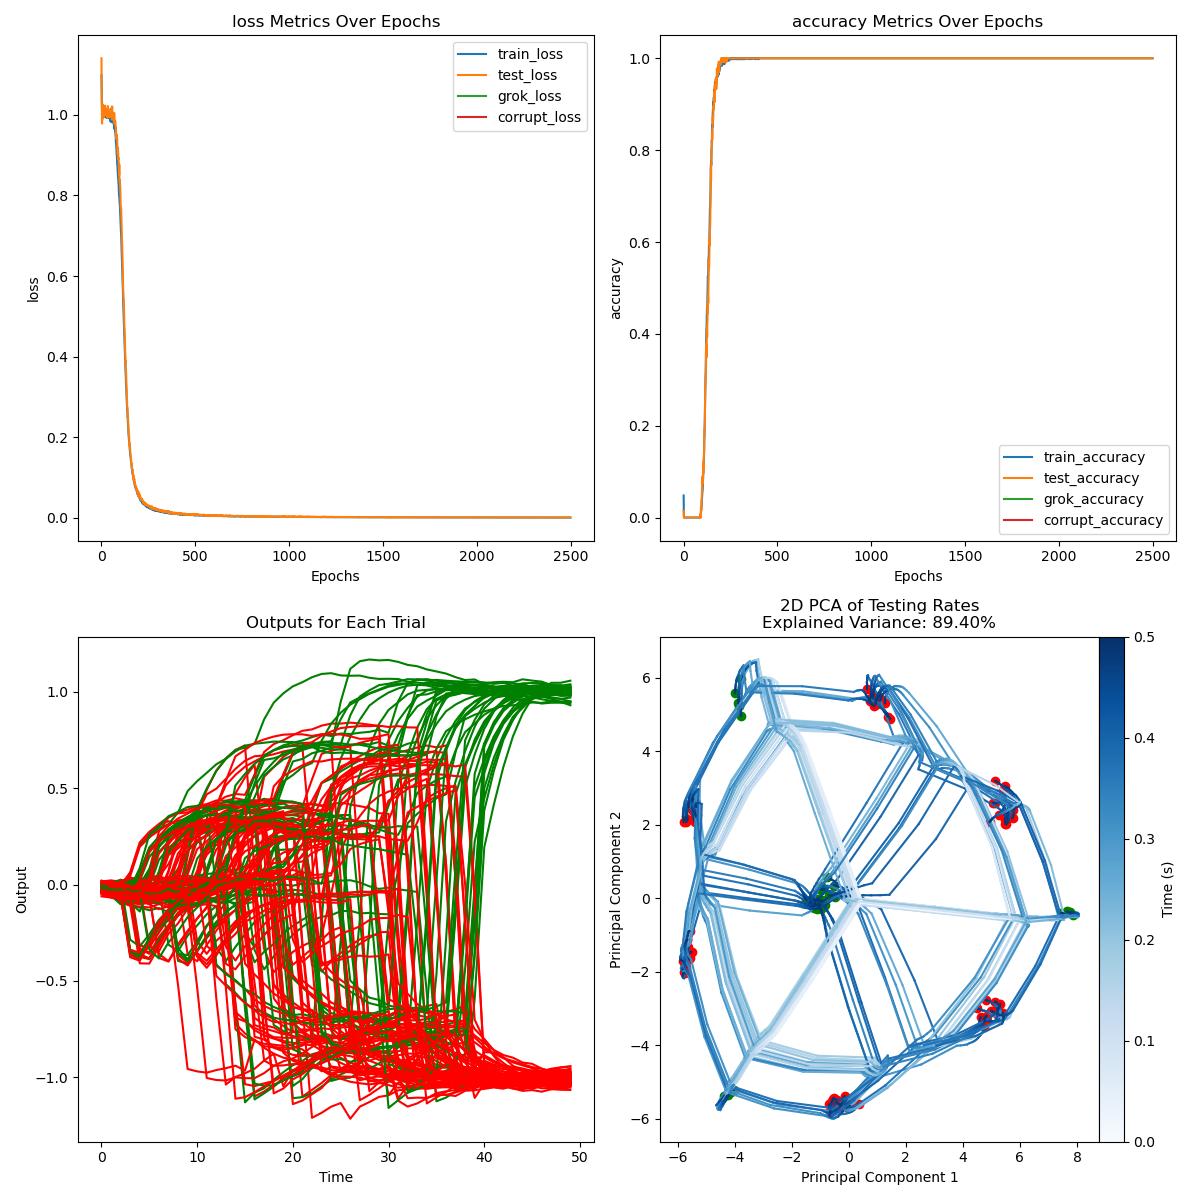 loss Metrics Over Epochs
loss
1.0
0.8
0.6
0.4
0.2
0.0
0
500
1000
1500
2000
2500
Epochs
train_loss
test_loss
grok_loss
corrupt_loss
accuracy Metrics Over Epochs
accuracy
1.0
0.8
0.6
0.4
0.2
0.0
0
500
1000
1500
2000
2500
Epochs
train_accuracy
test_accuracy
grok_accuracy
corrupt_accuracy
Outputs for Each Trial
Output
1.0
0.5
0.0
−0.5
−1.0
0
10
20
30
40
50
Time
2D PCA of Testing Rates
Explained Variance: 89.40%
Principal Component 2
6
4
2
0
−2
−4
−6
−6
−4
−2
0
2
4
6
8
Principal Component 1
0.5
0.4
0.3
0.2
0.1
0.0
Time (s)